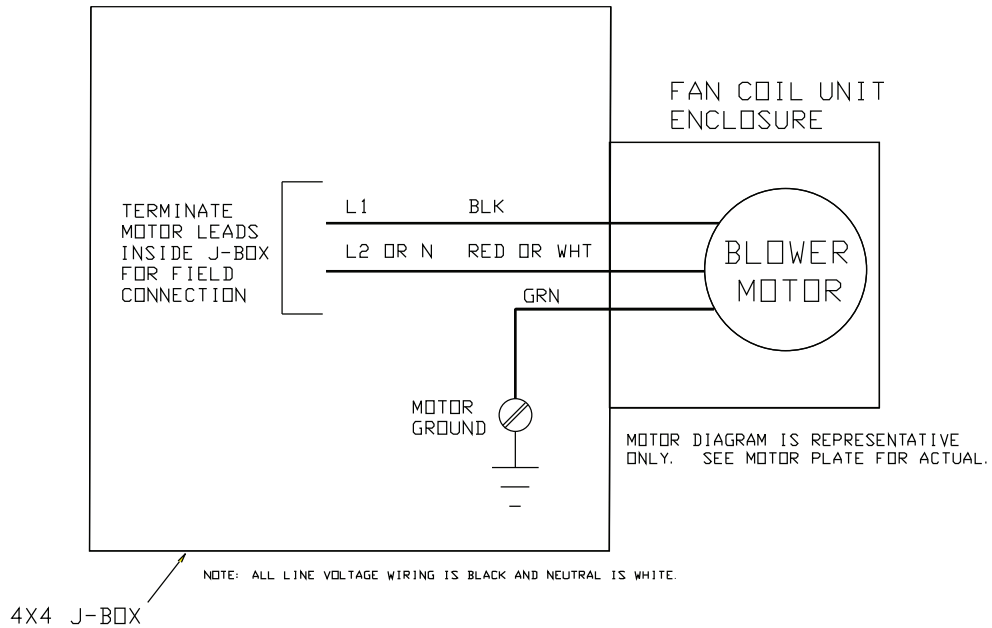 FAN COIL UNIT
ENCLOSURE
TERMINATE
MOTOR LEADS
INSIDE J-BOX
FOR FIELD
CONNECTION
L1 BLK
L2 OR N RED OR WHT
GRN
BLOWER
MOTOR
MOTOR
GROUND
MOTOR DIAGRAM IS REPRESENTATIVE
ONLY. SEE MOTOR PLATE FOR ACTUAL.
NOTE: ALL LINE VOLTAGE WIRING IS BLACK AND NEUTRAL IS WHITE.
4X4 J-BOX